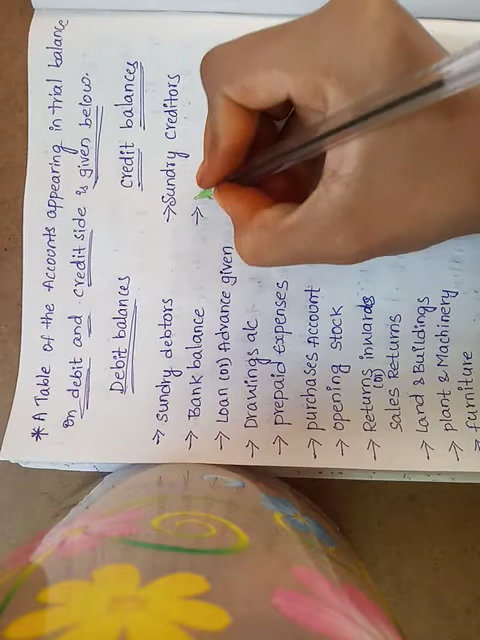 * A Table of the Accounts appearing in trial balance
on debit and credit side is given below.
Debit balances
→ Sundry debtors
→ Bank balance
→ Loan (or) Advance given
→ Drawings a/c
→ prepaid expenses
→ purchases Account
→ opening stock
→ Returns inwards
(or)
sales Returns
→ Land & Buildings
→ plant & Machinery
→ furniture
credit balances
→ Sundry creditors
→